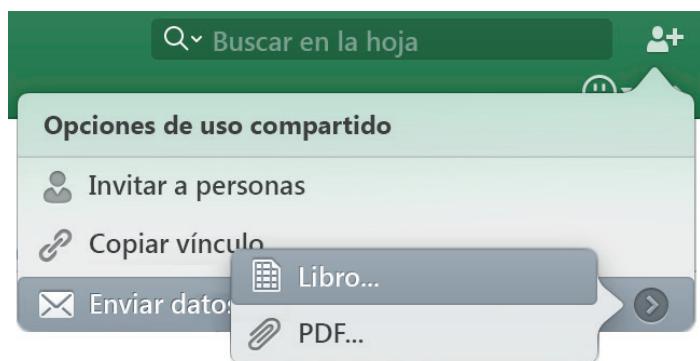 Buscar en la hoja
Opciones de uso compartido
Invitar a personas
Copiar vínculo
Enviar datos
Libro...
PDF...